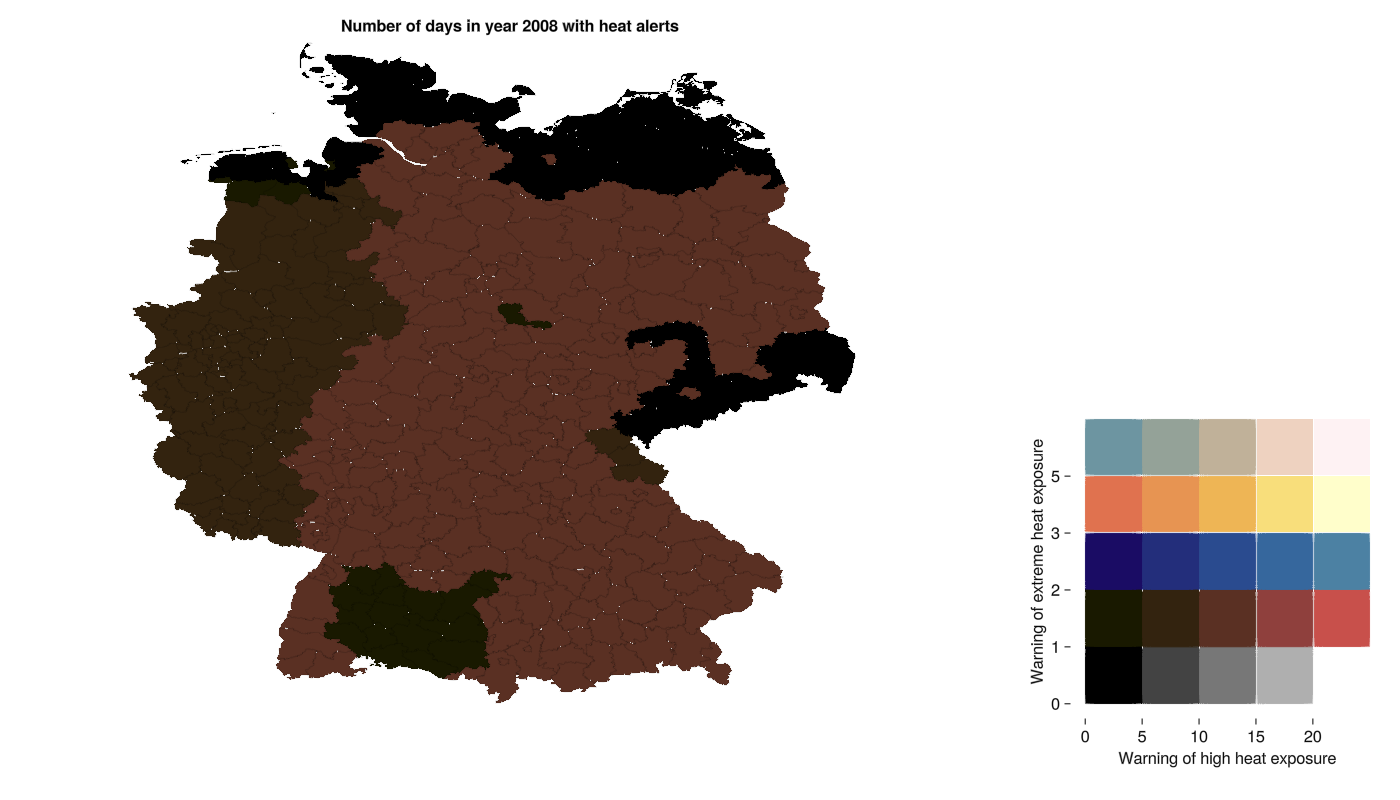 Number of days in year 2008 with heat alerts
Warning of extreme heat exposure
5
3
2
1
0
0 5 10 15 20
Warning of high heat exposure